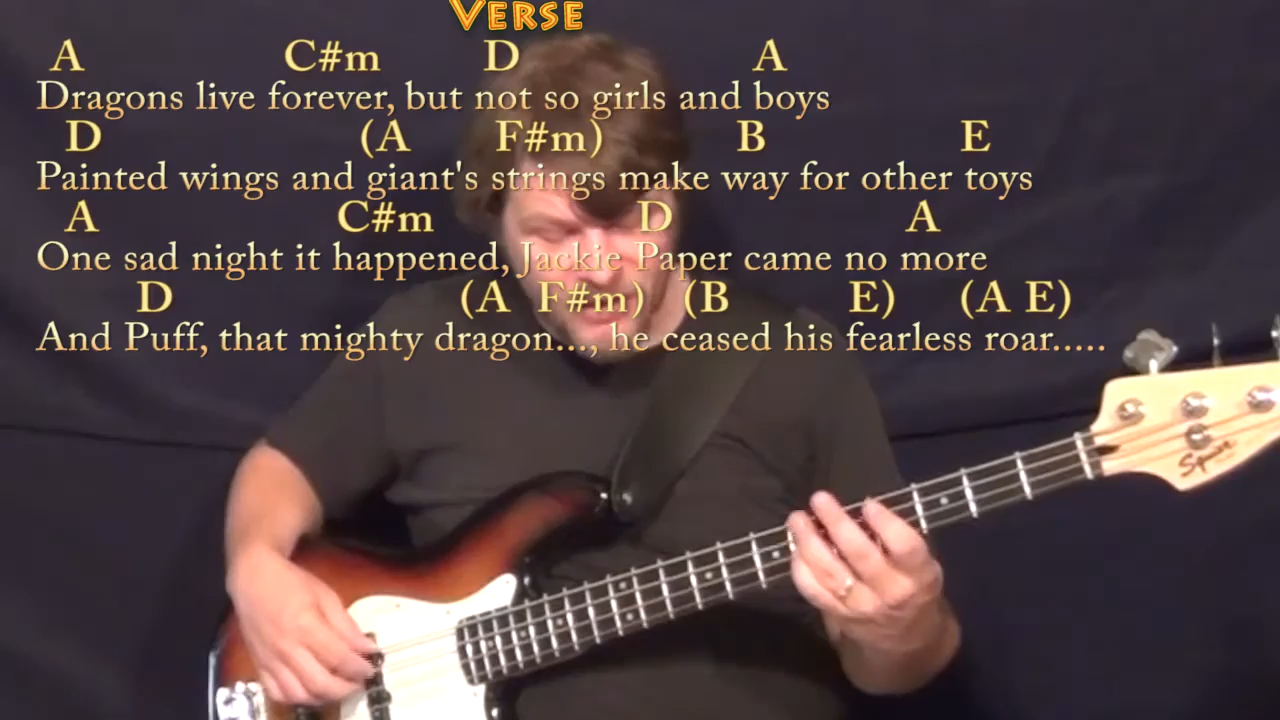 VERSE
A C#m D A
Dragons live forever, but not so girls and boys
D (A F#m) B E
Painted wings and giant's strings make way for other toys
A C#m D A
One sad night it happened, Jackie Paper came no more
D (A F#m) (B E) (A E)
And Puff, that mighty dragon..., he ceased his fearless roar.....
Squier